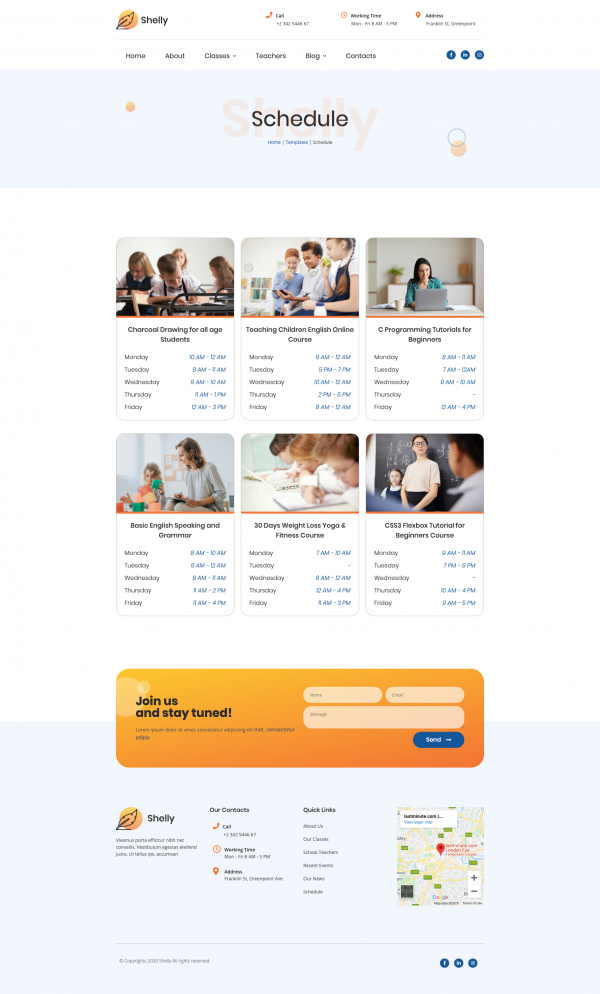 Shelly
Call
+2 342 5446 67
Working Time
Mon - Fri 8 AM - 5 PM
Address
Franklin St, Greenpoint
Home About Classes Teachers Blog Contacts
Shelly
Schedule
Home | Templates | Schedule
Charcoal Drawing for all age
Students
Monday 10 AM - 12 AM
Tuesday 8 AM - 11 AM
Wednesday 9 AM - 10 AM
Thursday 11 AM - 1 PM
Friday 12 AM - 3 PM
Teaching Children English Online
Course
Monday 9 AM - 12 AM
Tuesday 5 PM - 7 PM
Wednesday 10 AM - 12 AM
Thursday 2 PM - 5 PM
Friday 8 AM - 12 AM
C Programming Tutorials for
Beginners
Monday 8 AM - 11 AM
Tuesday 7 AM - 12AM
Wednesday 9 AM - 10 AM
Thursday -
Friday 12 AM - 4 PM
Basic English Speaking and
Grammar
Monday 8 AM - 10 AM
Tuesday 9 AM - 12 AM
Wednesday 8 AM - 11 AM
Thursday 11 AM - 2 PM
Friday 11 AM - 4 PM
30 Days Weight Loss Yoga &
Fitness Course
Monday 7 AM - 10 AM
Tuesday -
Wednesday 8 AM - 12 AM
Thursday 12 AM - 4 PM
Friday 11 AM - 3 PM
CSS3 Flexbox Tutorial for
Beginners Course
Monday 9 AM - 11 AM
Tuesday 7 PM - 9 PM
Wednesday -
Thursday 10 AM - 4 PM
Friday 9 AM - 5 PM
Join us
and stay tuned!
Lorem ipsum dolor sit amet, consectetur adipiscing elit met, consectetur
adipis
Name
Email
Message
Send
Shelly
Vivamus porta efficitur nibh nec
convallis. Vestibulum egestas eleifend
justo. Ut tellus ips, accumsan
Our Contacts
Call
+2 342 5446 67
Working Time
Mon - Fri 8 AM - 5 PM
Address
Franklin St, Greenpoint Ave
Quick Links
About Us
Our Classes
School Teachers
Recent Events
Our News
Schedule
lastminute.com L...
View larger map
lastminute.com
London Eye
Google
Map data ©2020 Terms of Use
© Copyrights 2020 Shelly All rights reserved